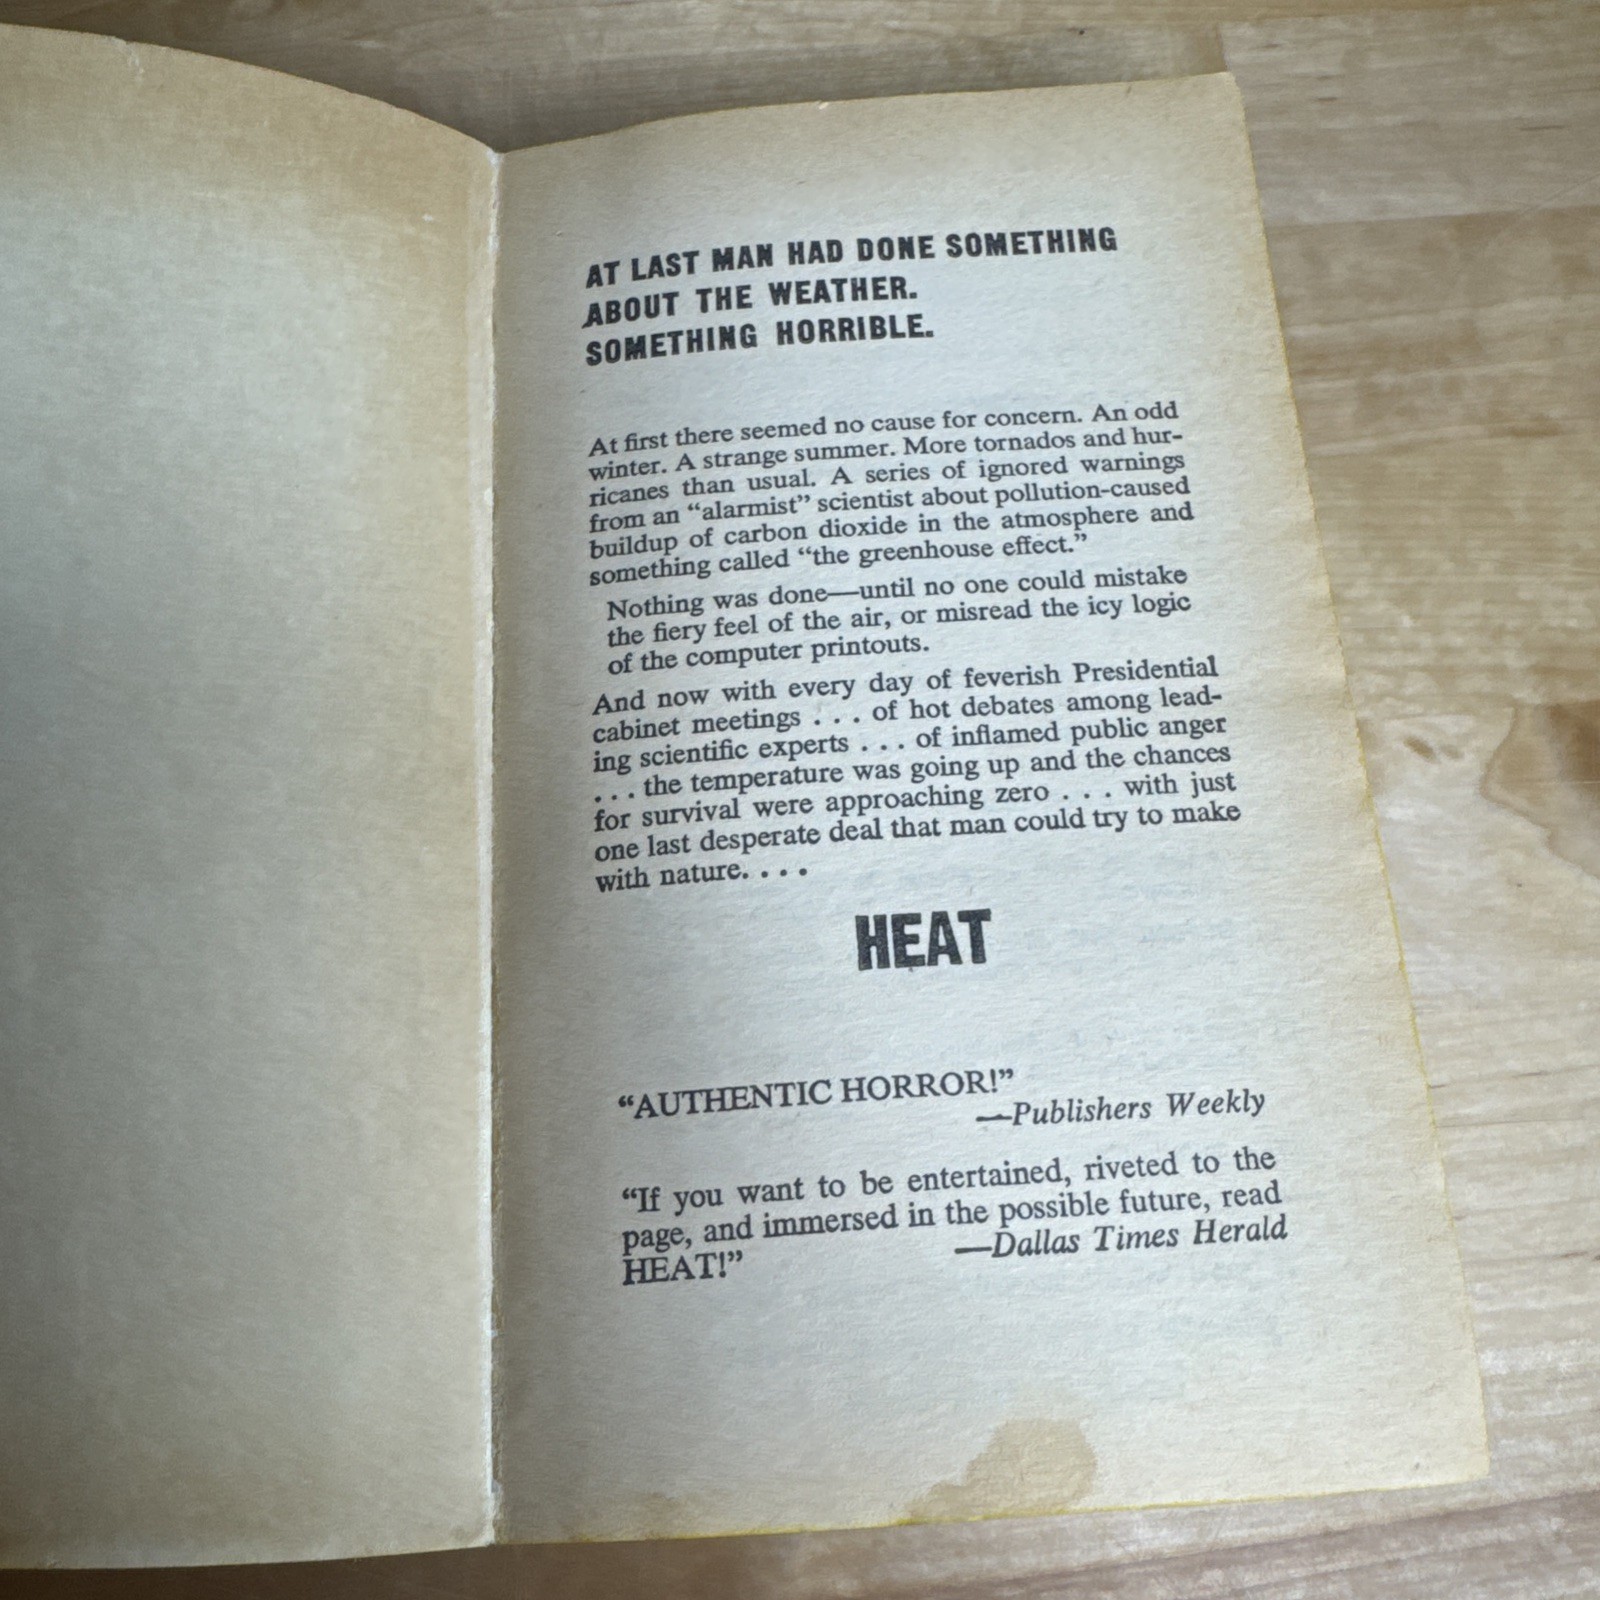 AT LAST MAN HAD DONE SOMETHING
ABOUT THE WEATHER.
SOMETHING HORRIBLE.
At first there seemed no cause for concern. An odd
winter. A strange summer. More tornados and hur-
ricanes than usual. A series of ignored warnings
from an “alarmist” scientist about pollution-caused
buildup of carbon dioxide in the atmosphere and
something called “the greenhouse effect.”
Nothing was done—until no one could mistake
the fiery feel of the air, or misread the icy logic
of the computer printouts.
And now with every day of feverish Presidential
cabinet meetings . . . of hot debates among lead-
ing scientific experts . . . of inflamed public anger
. . . the temperature was going up and the chances
for survival were approaching zero . . . with just
one last desperate deal that man could try to make
with nature. . . .
HEAT
“AUTHENTIC HORROR!”
—Publishers Weekly
“If you want to be entertained, riveted to the
page, and immersed in the possible future, read
HEAT!” —Dallas Times Herald